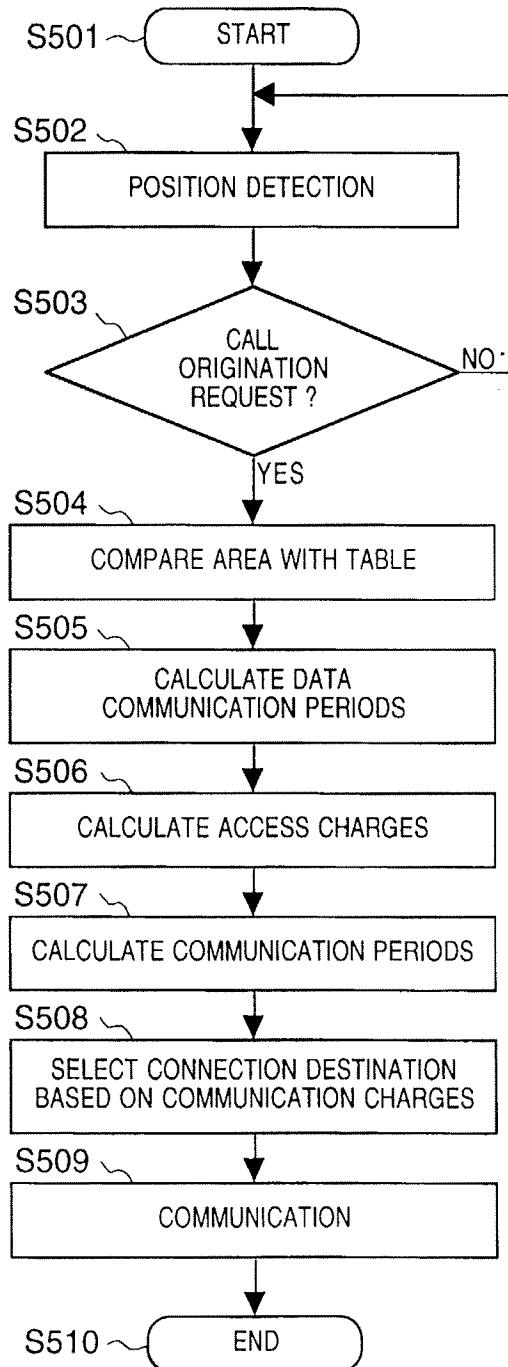 S501
START
S502
POSITION DETECTION
S503
CALL
ORIGINATION
REQUEST ?
NO
YES
S504
COMPARE AREA WITH TABLE
S505
CALCULATE DATA
COMMUNICATION PERIODS
S506
CALCULATE ACCESS CHARGES
S507
CALCULATE COMMUNICATION PERIODS
S508
SELECT CONNECTION DESTINATION
BASED ON COMMUNICATION CHARGES
S509
COMMUNICATION
S510
END